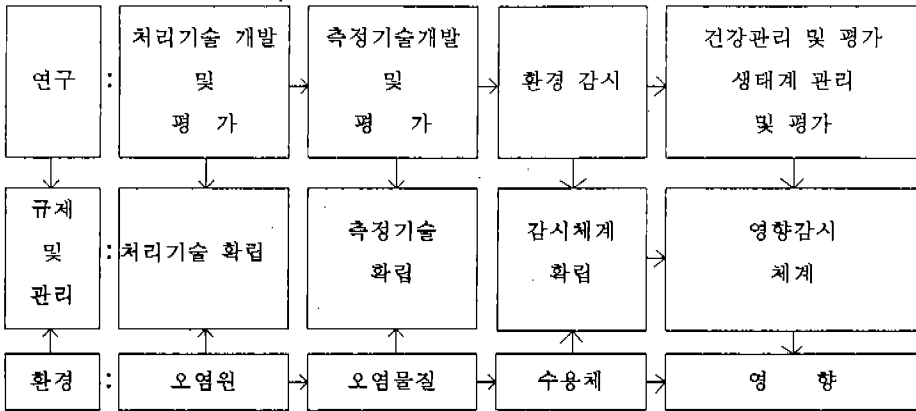 연구 :
처리기술 개발
및
평 가
측정기술개발
및
평 가
환경 감시
건강관리 및 평가
생태계 관리
및 평가
규제
및
관리
:
처리기술 확립
측정기술
확립
감시체계
확립
영향감시
체계
환경 :
오염원
오염물질
수용체
영 향